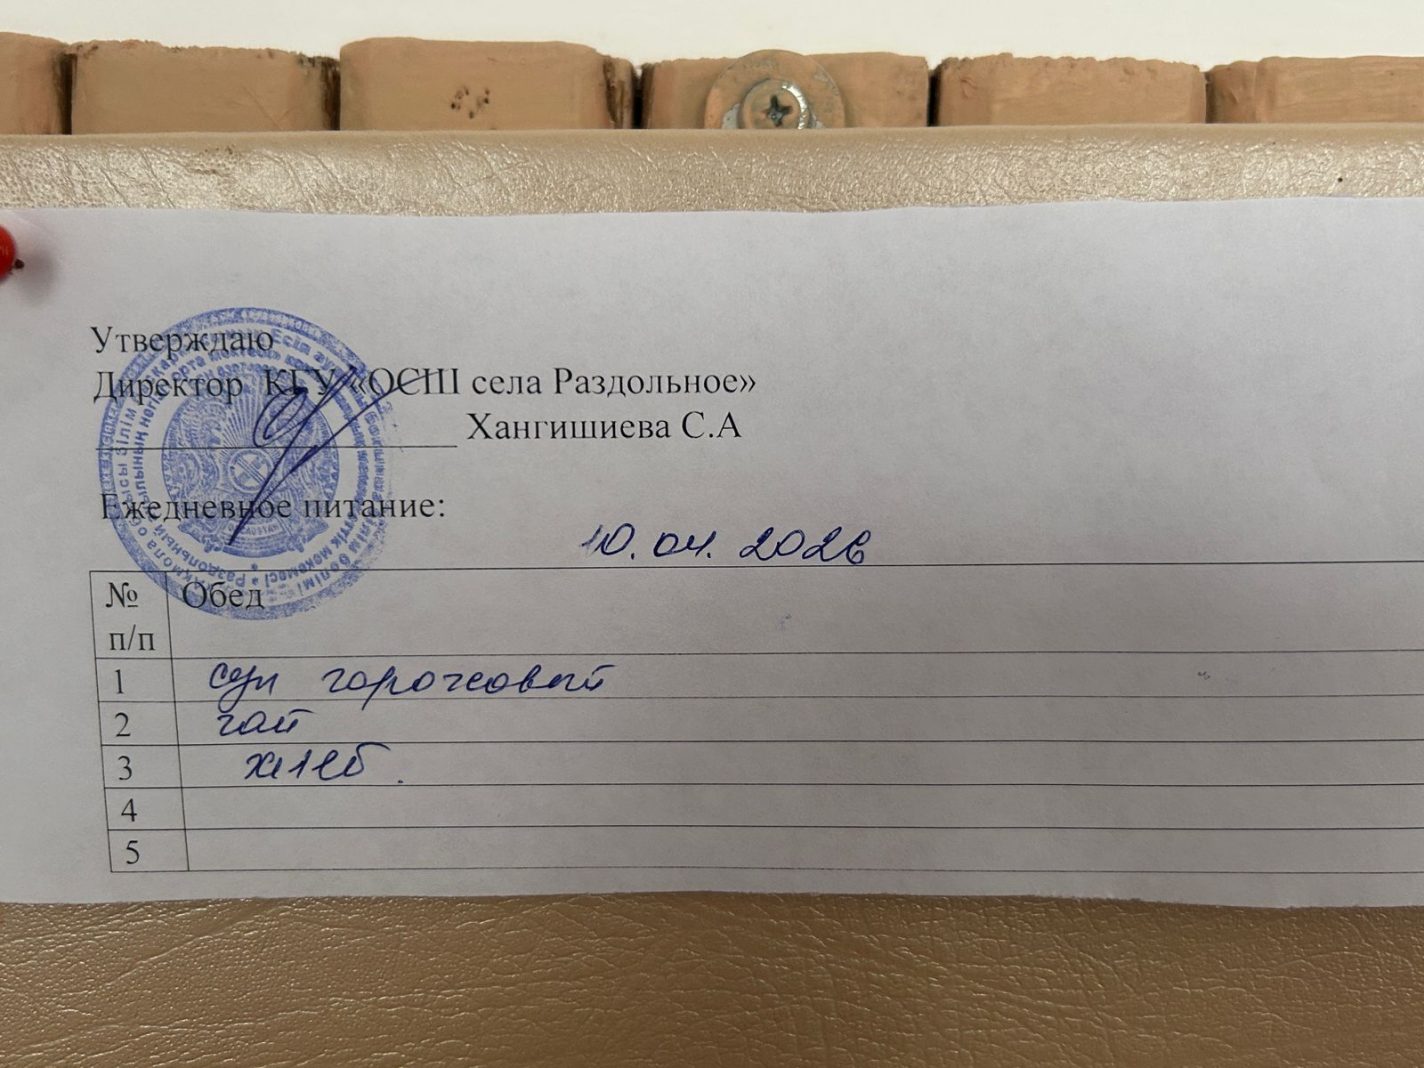 Утверждаю
Директор КГУ «ОСШ села Раздольное»
Хангишиева С.А
Ежедневное питание:
10.04.2026
№ п/п Обед
1 суп гороховый
2 чай
3 хлеб.
4
5